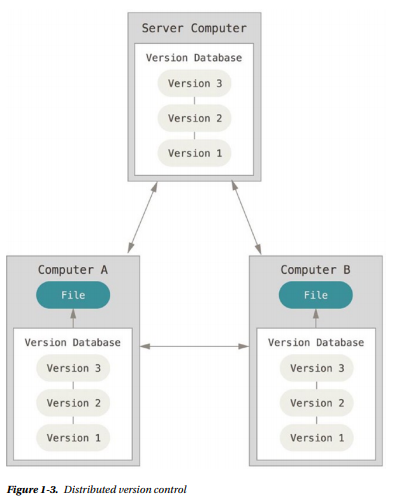 Server Computer
Version Database
Version 3
Version 2
Version 1
Computer A
File
Version Database
Version 3
Version 2
Version 1
Computer B
File
Version Database
Version 3
Version 2
Version 1
Figure 1-3. Distributed version control